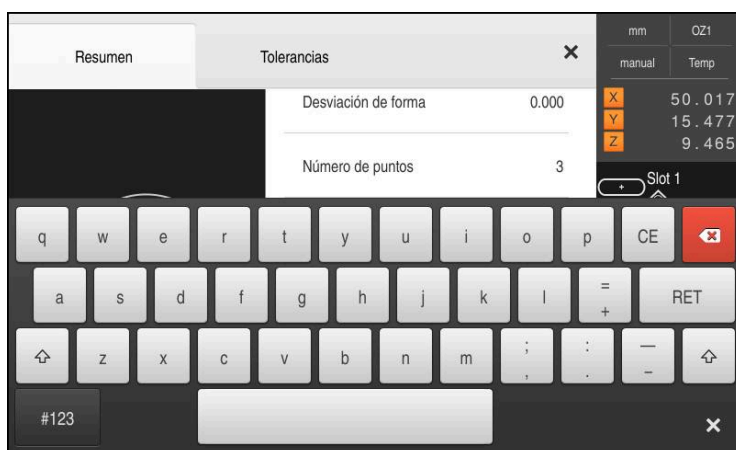 mm OZ1
Resumen Tolerancias
manual Temp
Desviación de forma 0.000
X 50.017
Y 15.477
Z 9.465
Número de puntos 3
Slot 1
q w e r t y u i o p CE
a s d f g h j k l = + RET
z x c v b n m ; , : . — –
#123